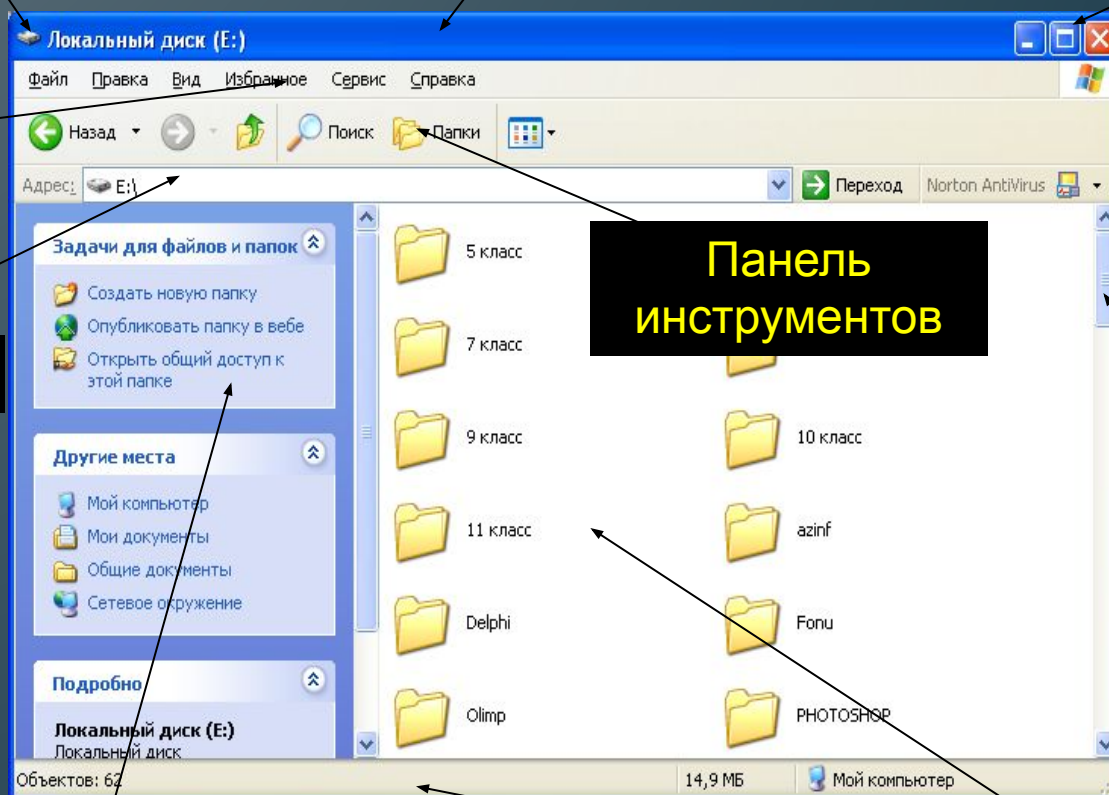 Локальный диск (E:)
Файл Правка Вид Избранное Сервис Справка
Назад Поиск Папки
Адрес: E:\ Переход Norton AntiVirus
Задачи для файлов и папок
Создать новую папку
Опубликовать папку в вебе
Открыть общий доступ к
этой папке
Другие места
Мой компьютер
Мои документы
Общие документы
Сетевое окружение
Подробно
Локальный диск (E:)
Локальный диск
5 класс
7 класс
9 класс
10 класс
11 класс
azinf
Delphi
Fonu
Olimp
PHOTOSHOP
Панель
инструментов
Объектов: 62 14,9 МБ Мой компьютер